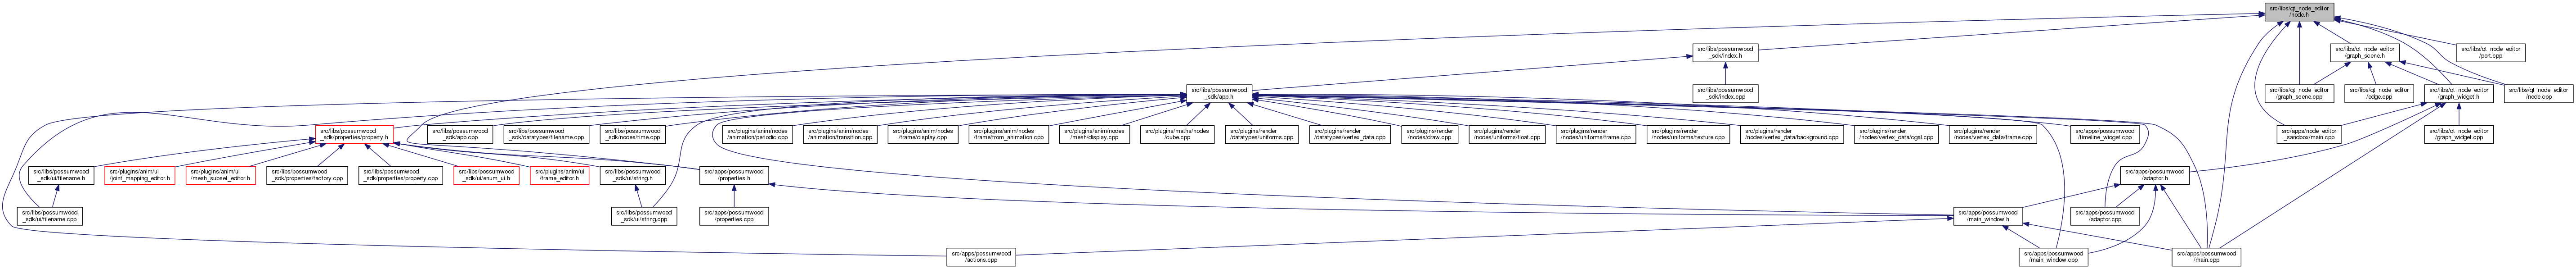 src/libs/qt_node_editor
/node.h
src/libs/possumwood
_sdk/index.h
src/libs/qt_node_editor
/graph_scene.h
src/libs/qt_node_editor
/port.cpp
src/libs/possumwood
_sdk/app.h
src/libs/possumwood
_sdk/index.cpp
src/libs/qt_node_editor
/graph_scene.cpp
src/libs/qt_node_editor
/edge.cpp
src/libs/qt_node_editor
/graph_widget.h
src/libs/qt_node_editor
/node.cpp
src/libs/possumwood
_sdk/properties/property.h
src/libs/possumwood
_sdk/app.cpp
src/libs/possumwood
_sdk/datatypes/filename.cpp
src/libs/possumwood
_sdk/nodes/time.cpp
src/plugins/anim/nodes
/animation/periodic.cpp
src/plugins/anim/nodes
/animation/transition.cpp
src/plugins/anim/nodes
/frame/display.cpp
src/plugins/anim/nodes
/frame/from_animation.cpp
src/plugins/anim/nodes
/mesh/display.cpp
src/plugins/maths/nodes
/cube.cpp
src/plugins/render
/datatypes/uniforms.cpp
src/plugins/render
/datatypes/vertex_data.cpp
src/plugins/render
/nodes/draw.cpp
src/plugins/render
/nodes/uniforms/float.cpp
src/plugins/render
/nodes/uniforms/frame.cpp
src/plugins/render
/nodes/uniforms/texture.cpp
src/plugins/render
/nodes/vertex_data/background.cpp
src/plugins/render
/nodes/vertex_data/cgal.cpp
src/plugins/render
/nodes/vertex_data/frame.cpp
src/apps/possumwood
/timeline_widget.cpp
src/apps/node_editor
_sandbox/main.cpp
src/libs/qt_node_editor
/graph_widget.cpp
src/libs/possumwood
_sdk/ui/filename.h
src/plugins/anim/ui
/joint_mapping_editor.h
src/plugins/anim/ui
/mesh_subset_editor.h
src/libs/possumwood
_sdk/properties/factory.cpp
src/libs/possumwood
_sdk/properties/property.cpp
src/libs/possumwood
_sdk/ui/enum_ui.h
src/plugins/anim/ui
/frame_editor.h
src/libs/possumwood
_sdk/ui/string.h
src/apps/possumwood
/properties.h
src/apps/possumwood
/adaptor.h
src/libs/possumwood
_sdk/ui/filename.cpp
src/libs/possumwood
_sdk/ui/string.cpp
src/apps/possumwood
/properties.cpp
src/apps/possumwood
/main_window.h
src/apps/possumwood
/adaptor.cpp
src/apps/possumwood
/actions.cpp
src/apps/possumwood
/main_window.cpp
src/apps/possumwood
/main.cpp